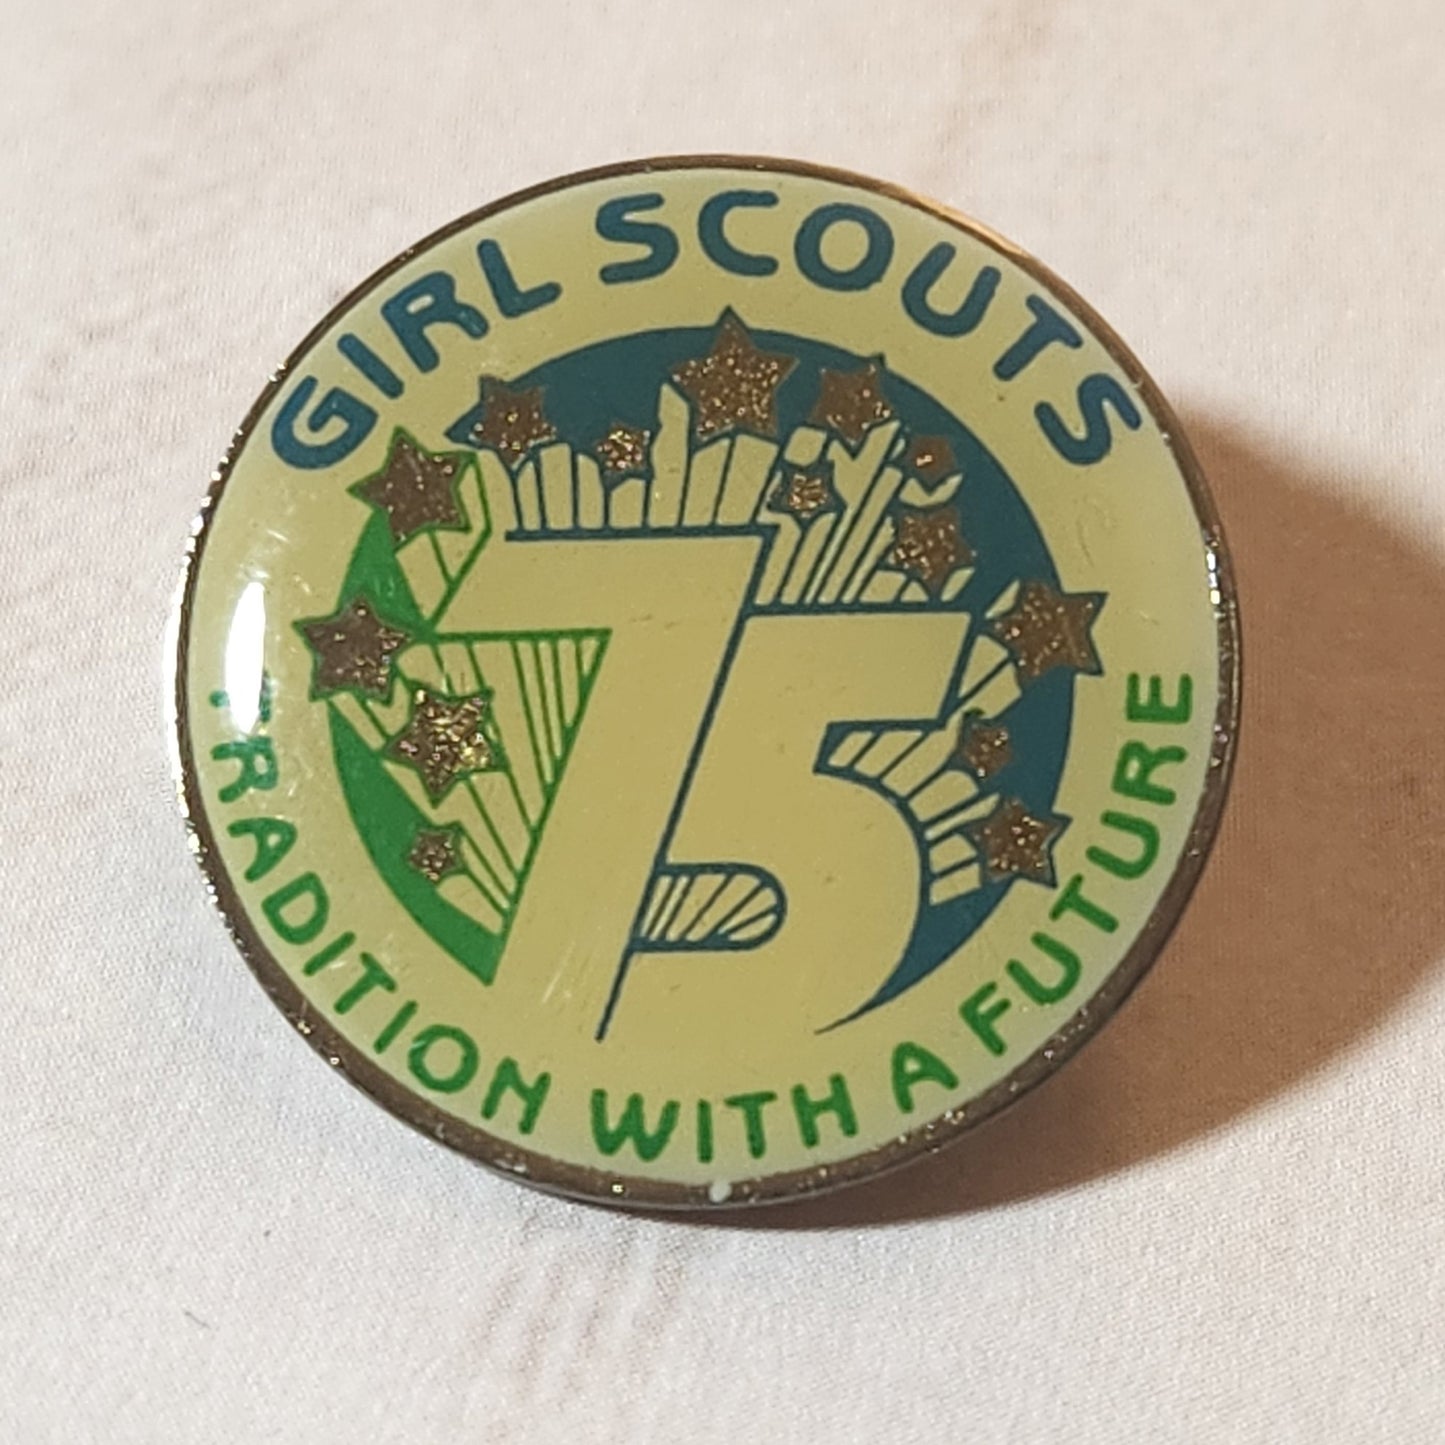 GIRL SCOUTS
75
TRADITION WITH A FUTURE